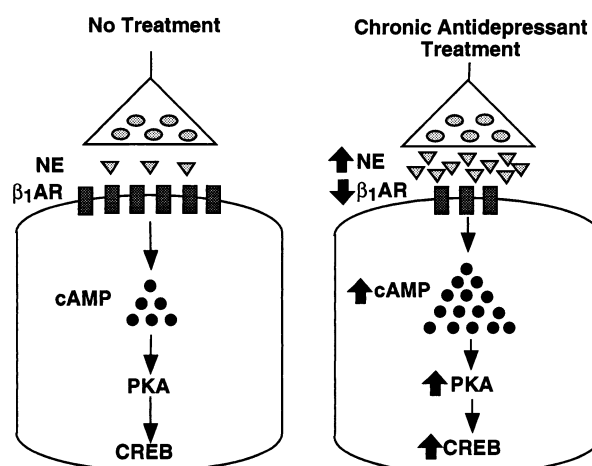 No Treatment
NE
β₁AR
cAMP
PKA
CREB
Chronic Antidepressant
Treatment
NE
β₁AR
cAMP
PKA
CREB